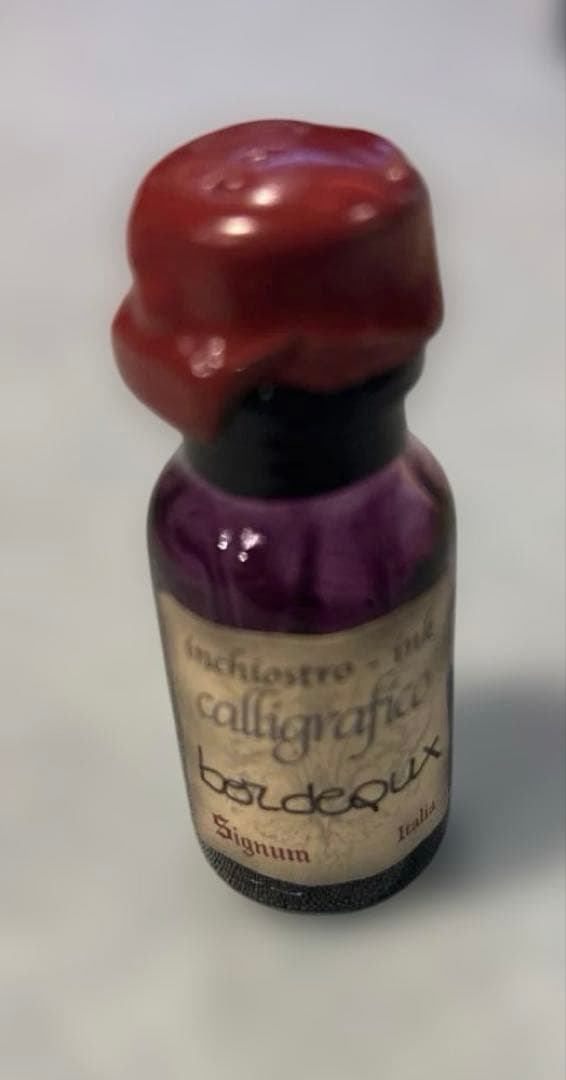 inchiostro - ink
calligrafico
bordeaux
Signum Italia